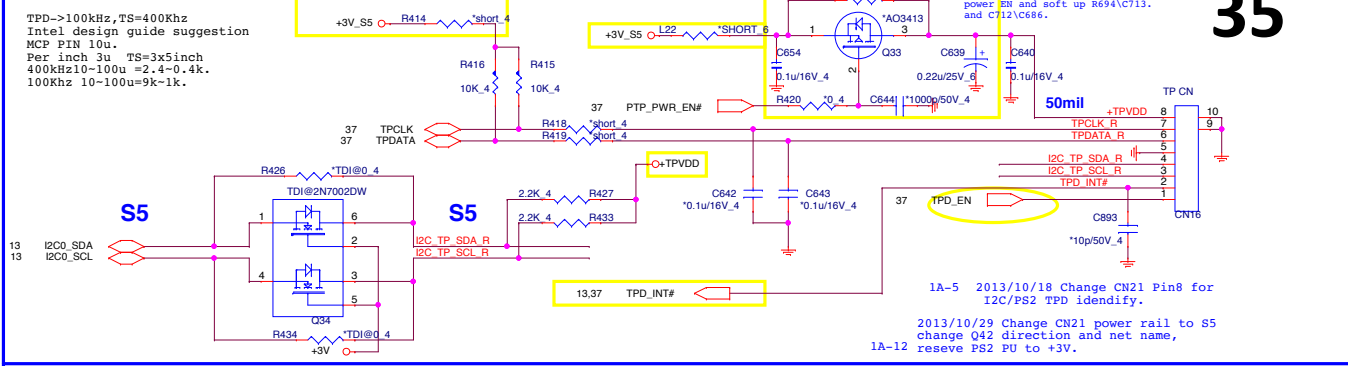 power EN and soft up R694\C713.
and C712\C686.
35
TPD->100kHz,TS=400Khz
Intel design guide suggestion
MCP PIN 10u.
Per inch 3u TS=3x5inch
400kHz10~100u =2.4~0.4k.
100Khz 10~100u=9k~1k.
+3V_S5
R414
*short_4
+3V_S5
L22
*SHORT_6
1
*AO3413
3
Q33
2
C654
0.1u/16V_4
C639
+
0.22u/25V_6
C640
0.1u/16V_4
R416
10K_4
R415
10K_4
37
PTP_PWR_EN#
R420
*0_4
C644
*1000p/50V_4
50mil
TP CN
37
TPCLK
37
TPDATA
R418
*short_4
R419
*short_4
+TPVDD
8
TPCLK_R
7
TPDATA_R
6
5
I2C_TP_SDA_R
4
I2C_TP_SCL_R
3
TPD_INT#
2
1
10
9
CN16
R426
*TDI@0_4
TDI@2N7002DW
+TPVDD
S5
S5
2.2K_4
R427
2.2K_4
R433
C642
*0.1u/16V_4
C643
*0.1u/16V_4
37
TPD_EN
C893
*10p/50V_4
1
6
2
4
3
5
Q34
13
I2C0_SDA
13
I2C0_SCL
I2C_TP_SDA_R
I2C_TP_SCL_R
13,37
TPD_INT#
R434
*TDI@0_4
+3V
1A-5 2013/10/18 Change CN21 Pin8 for
I2C/PS2 TPD idendify.
2013/10/29 Change CN21 power rail to S5
change Q42 direction and net name,
1A-12 reseve PS2 PU to +3V.